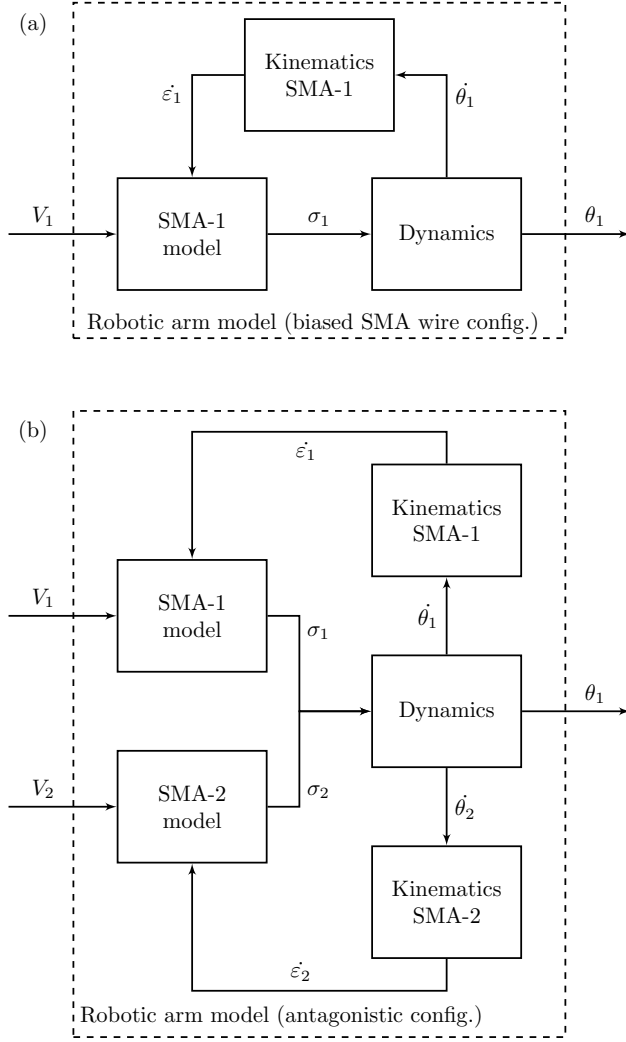 (a)
Kinematics
SMA-1
ε̇₁
θ̇₁
V₁
SMA-1
model
σ₁
Dynamics
θ₁
Robotic arm model (biased SMA wire config.)
(b)
ε̇₁
Kinematics
SMA-1
V₁
SMA-1
model
σ₁
θ̇₁
Dynamics
θ₁
V₂
SMA-2
model
σ₂
θ̇₂
Kinematics
SMA-2
ε̇₂
Robotic arm model (antagonistic config.)